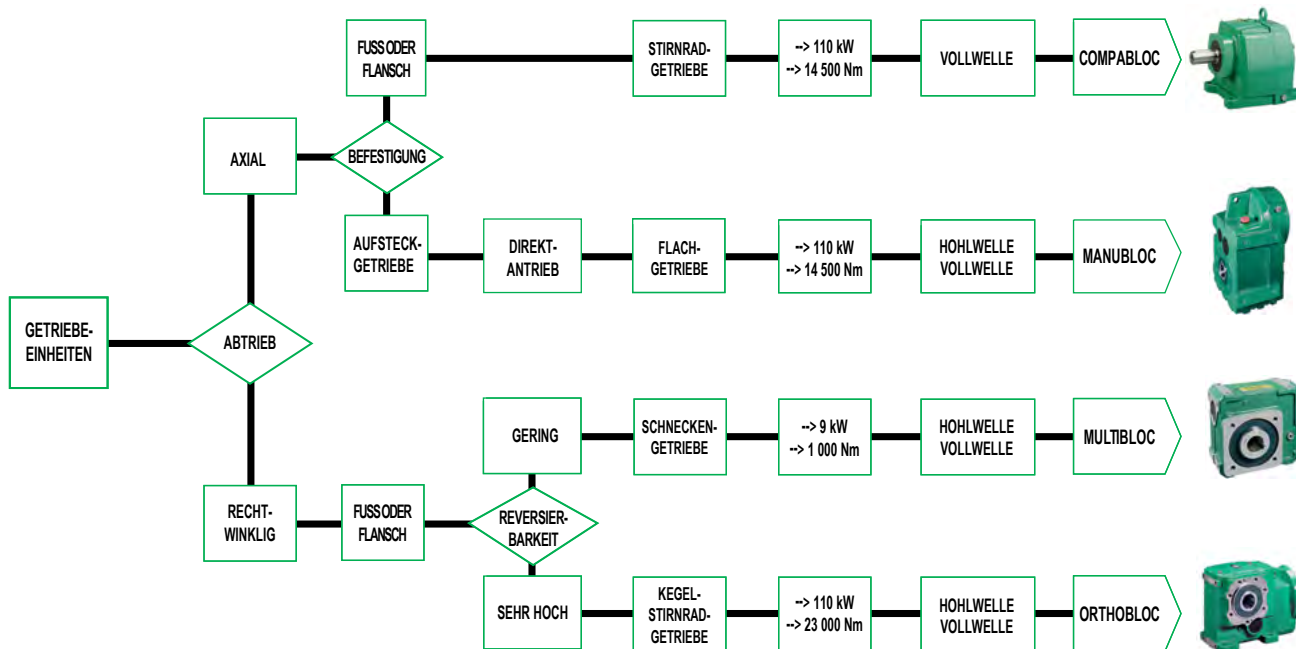 FUSS ODER
FLANSCH
STIRNRAD-
GETRIEBE
--> 110 kW
--> 14 500 Nm
VOLLWELLE
COMPABLOC
AXIAL
BEFESTIGUNG
AUFSTECK-
GETRIEBE
DIREKT-
ANTRIEB
FLACH-
GETRIEBE
--> 110 kW
--> 14 500 Nm
HOHLWELLE
VOLLWELLE
MANUBLOC
GETRIEBE-
EINHEITEN
ABTRIEB
GERING
SCHNECKEN-
GETRIEBE
--> 9 kW
--> 1 000 Nm
HOHLWELLE
VOLLWELLE
MULTIBLOC
RECHT-
WINKLIG
FUSS ODER
FLANSCH
REVERSIER-
BARKEIT
SEHR HOCH
KEGEL-
STIRNRAD-
GETRIEBE
--> 110 kW
--> 23 000 Nm
HOHLWELLE
VOLLWELLE
ORTHOBLOC